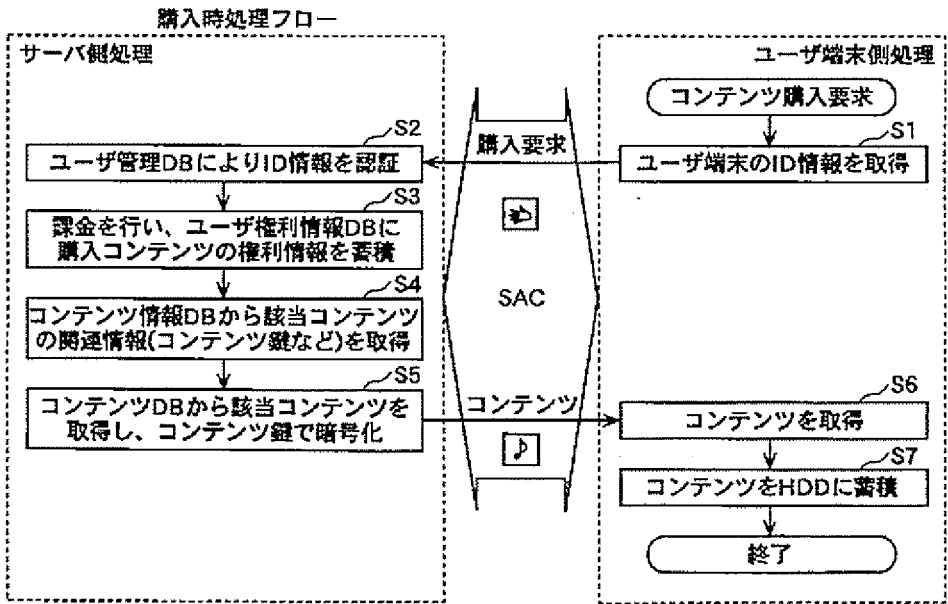 購入時処理フロー
サーバ側処理
ユーザ端末側処理
コンテンツ購入要求
S1
ユーザ端末のID情報を取得
購入要求
S2
ユーザ管理DBによりID情報を認証
S3
課金を行い、ユーザ権利情報DBに
購入コンテンツの権利情報を蓄積
SAC
S4
コンテンツ情報DBから該当コンテンツ
の関連情報(コンテンツ鍵など)を取得
S5
コンテンツDBから該当コンテンツを
取得し、コンテンツ鍵で暗号化
コンテンツ
S6
コンテンツを取得
S7
コンテンツをHDDに蓄積
終了